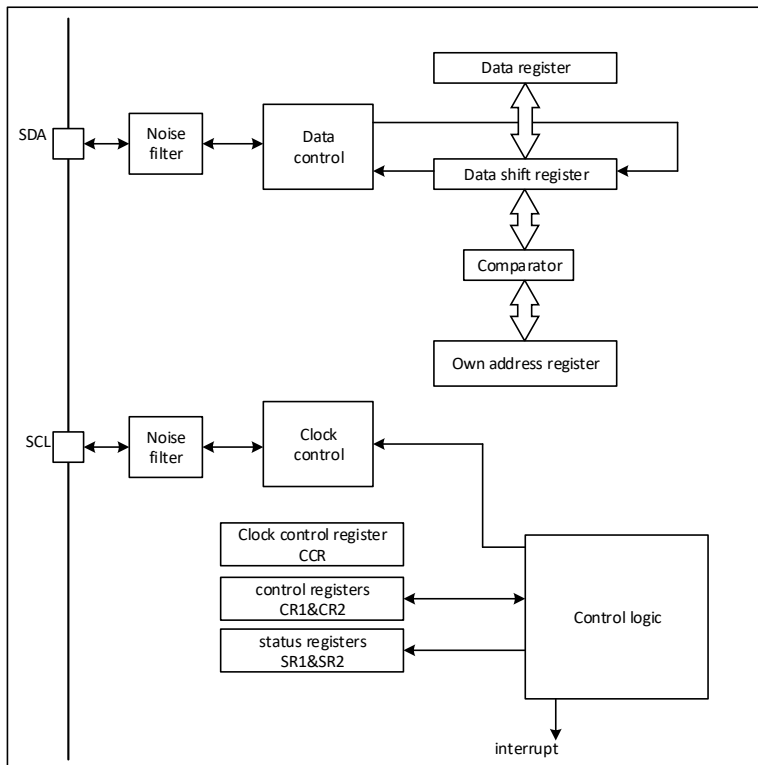 Data register
SDA
Noise
filter
Data
control
Data shift register
Comparator
Own address register
SCL
Noise
filter
Clock
control
Clock control register
CCR
control registers
CR1&CR2
status registers
SR1&SR2
Control logic
interrupt